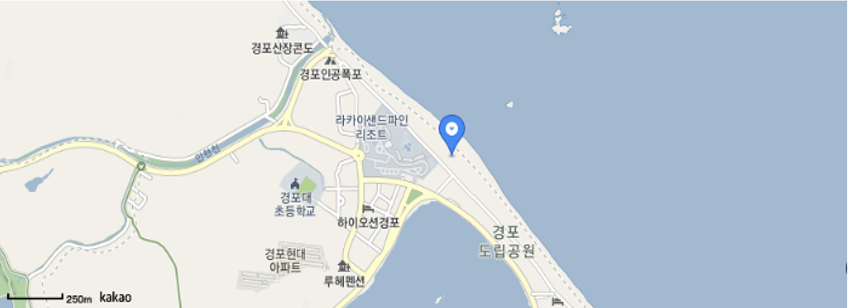 경포산장콘도
경포인공폭포
라카이샌드파인
리조트
안현천
경포대
초등학교
하이오션경포
경포
도립공원
경포현대
아파트
루헤펜션
250m
kakao